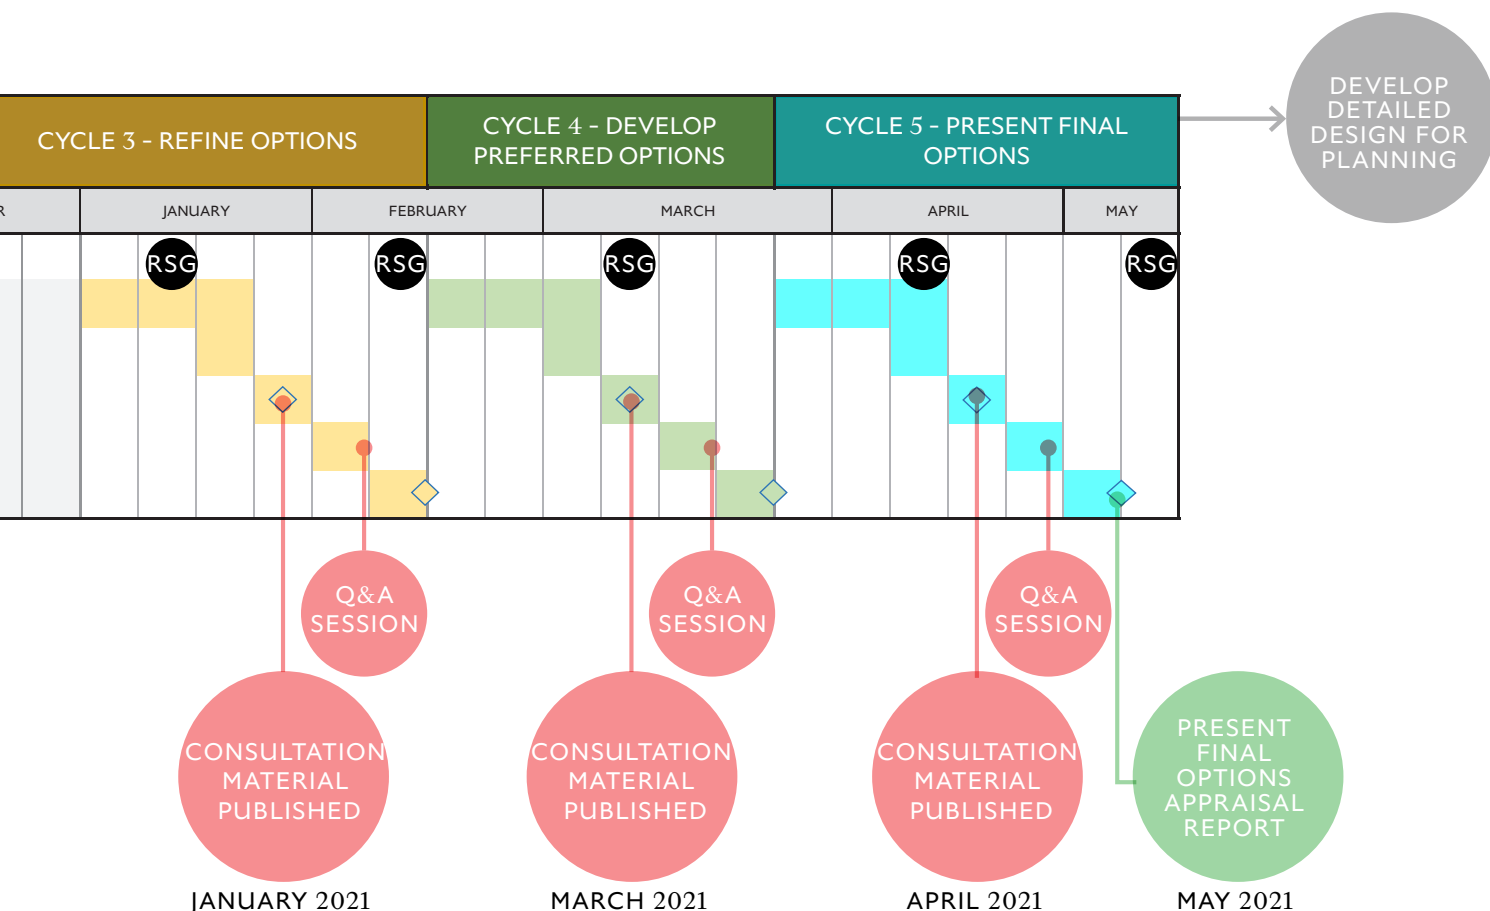 DEVELOP
DETAILED
DESIGN FOR
PLANNING
CYCLE 3 - REFINE OPTIONS
CYCLE 4 - DEVELOP
PREFERRED OPTIONS
CYCLE 5 - PRESENT FINAL
OPTIONS
R
JANUARY
FEBRUARY
MARCH
APRIL
MAY
RSG
RSG
RSG
RSG
RSG
Q&A
SESSION
Q&A
SESSION
Q&A
SESSION
CONSULTATION
MATERIAL
PUBLISHED
CONSULTATION
MATERIAL
PUBLISHED
CONSULTATION
MATERIAL
PUBLISHED
PRESENT
FINAL
OPTIONS
APPRAISAL
REPORT
JANUARY 2021
MARCH 2021
APRIL 2021
MAY 2021